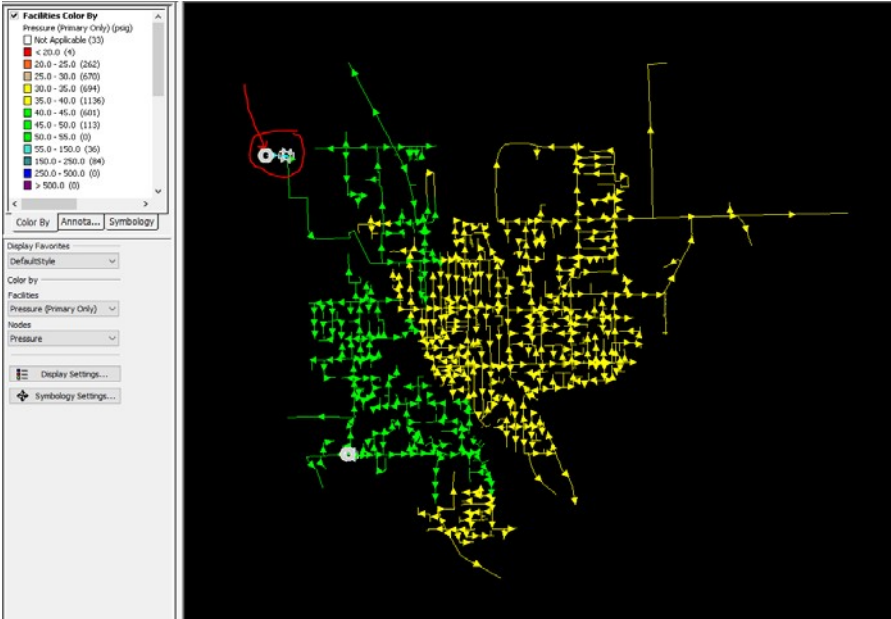 Facilities Color By
Pressure (Primary Only) (psig)
Not Applicable (33)
< 20.0 (4)
20.0 - 25.0 (262)
25.0 - 30.0 (670)
30.0 - 35.0 (694)
35.0 - 40.0 (1136)
40.0 - 45.0 (601)
45.0 - 50.0 (113)
50.0 - 55.0 (0)
55.0 - 150.0 (36)
150.0 - 250.0 (84)
250.0 - 500.0 (0)
> 500.0 (0)
Color By Annota... Symbology
Display Favorites
DefaultStyle
Color by
Facilities
Pressure (Primary Only)
Nodes
Pressure
Display Settings...
Symbology Settings...